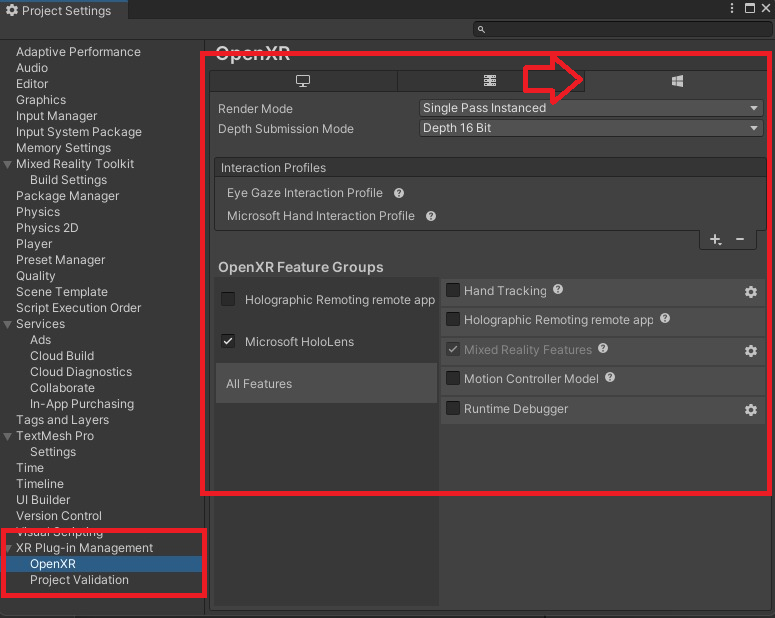 Project Settings
Adaptive Performance
Audio
Editor
Graphics
Input Manager
Input System Package
Memory Settings
Mixed Reality Toolkit
Build Settings
Package Manager
Physics
Physics 2D
Player
Preset Manager
Quality
Scene Template
Script Execution Order
Services
Ads
Cloud Build
Cloud Diagnostics
Collaborate
In-App Purchasing
Tags and Layers
TextMesh Pro
Settings
Time
Timeline
UI Builder
Version Control
Visual Scripting
XR Plug-in Management
OpenXR
Project Validation
OpenXR
Render Mode Single Pass Instanced
Depth Submission Mode Depth 16 Bit
Interaction Profiles
Eye Gaze Interaction Profile
Microsoft Hand Interaction Profile
OpenXR Feature Groups
Holographic Remoting remote app
Microsoft HoloLens
All Features
Hand Tracking
Holographic Remoting remote app
Mixed Reality Features
Motion Controller Model
Runtime Debugger